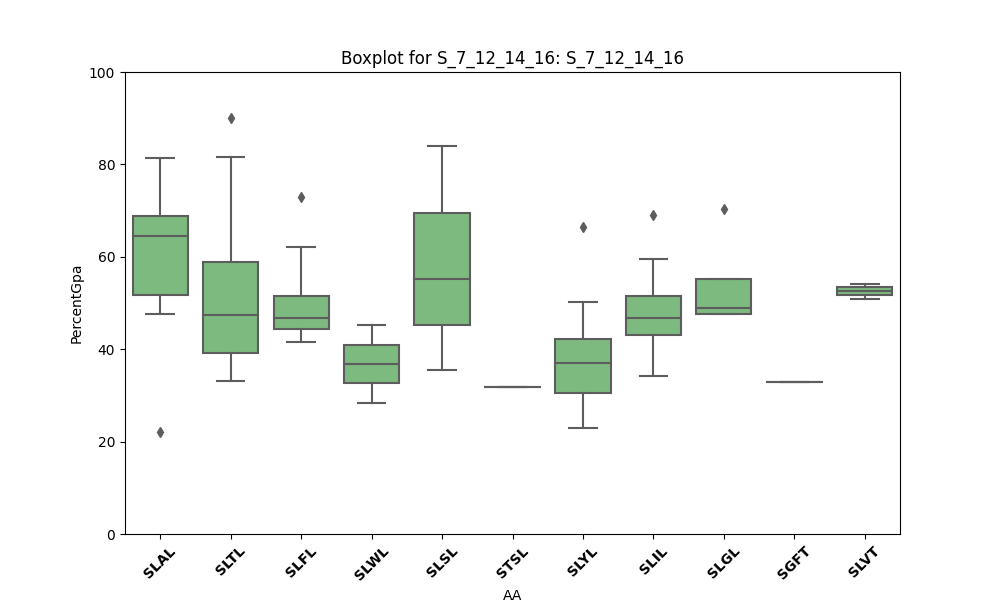 Boxplot for S_7_12_14_16: S_7_12_14_16
100
80
60
40
20
0
PercentGpa
SLAL
SLTL
SLFL
SLWL
SLSL
STSL
SLYL
SLIL
SLGL
SGFT
SLVT
AA